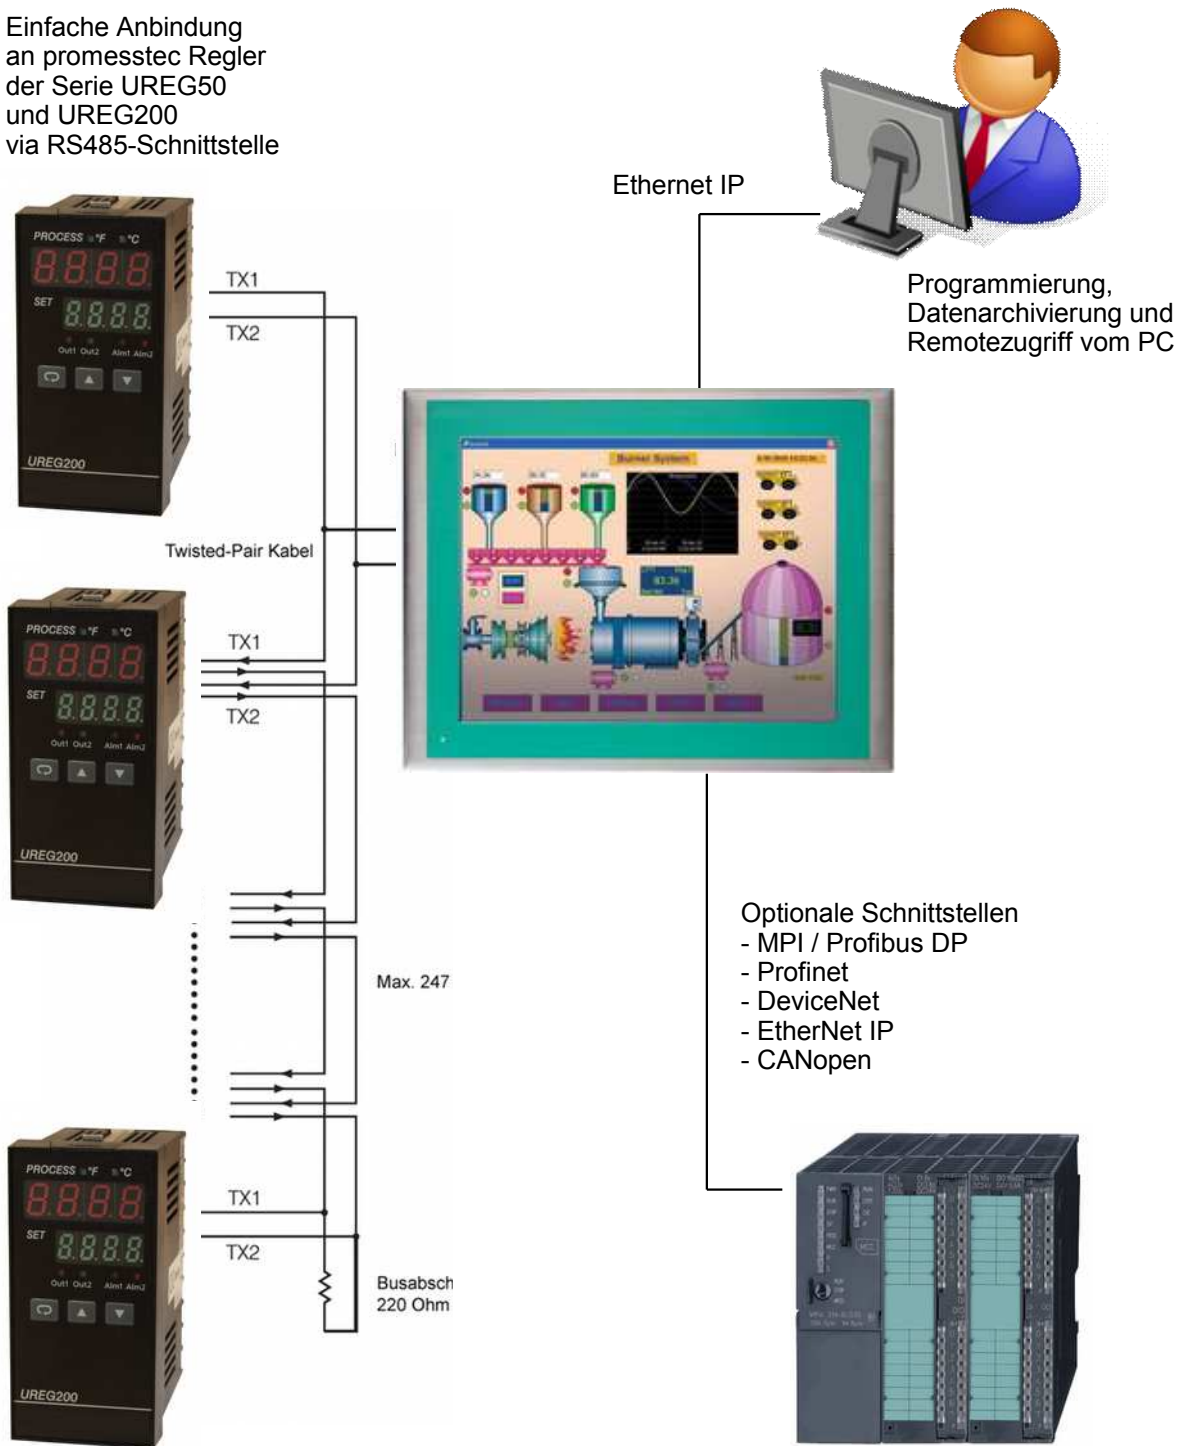 Einfache Anbindung
an promesstec Regler
der Serie UREG50
und UREG200
via RS485-Schnittstelle
Ethernet IP
Programmierung,
Datenarchivierung und
Remotezugriff vom PC
PROCESS °F °C
8.8.8.8
SET
8.8.8.8.
Out1 Out2 Alm1 Alm2
UREG200
TX1
TX2
Twisted-Pair Kabel
Burner System
83.36
PROCESS °F °C
8.8.8.8
SET
8.8.8.8.
Out1 Out2 Alm1 Alm2
UREG200
TX1
TX2
Max. 247
Optionale Schnittstellen
- MPI / Profibus DP
- Profinet
- DeviceNet
- EtherNet IP
- CANopen
PROCESS °F °C
8.8.8.8
SET
8.8.8.8.
Out1 Out2 Alm1 Alm2
UREG200
TX1
TX2
Busabsch
220 Ohm